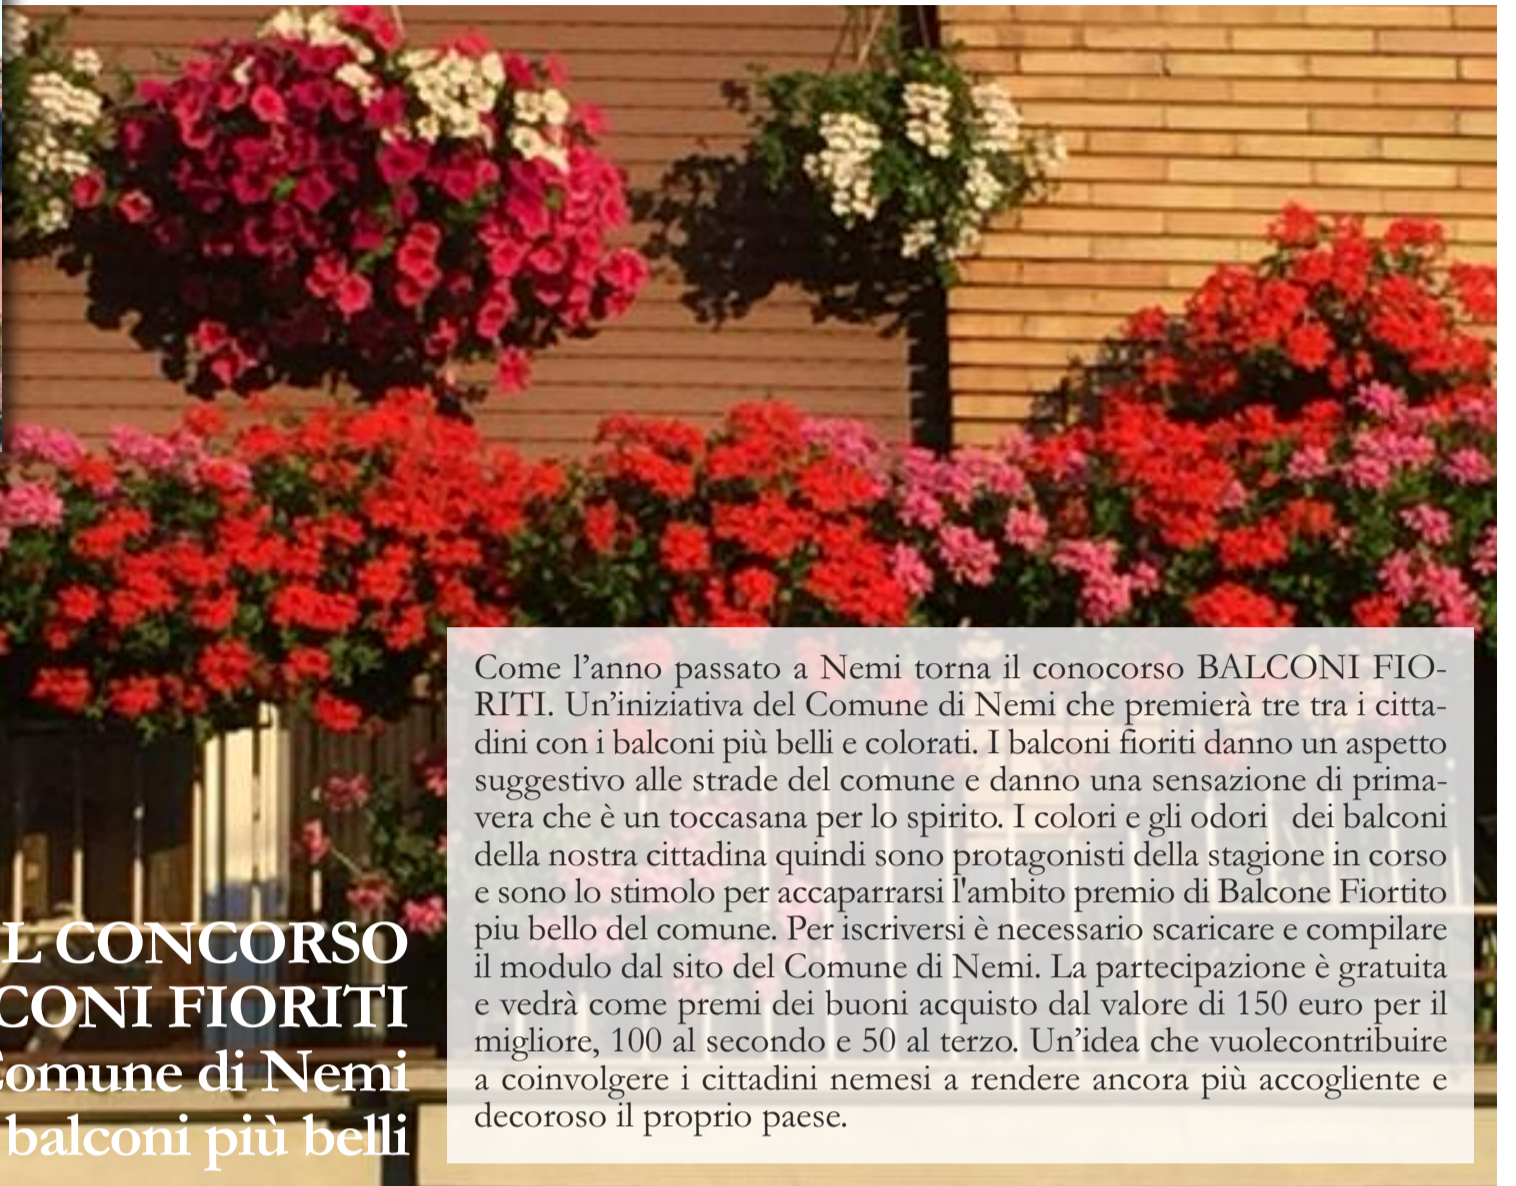 L CONCORSO
CONI FIORITI
Comune di Nemi
balconi più belli
Come l’anno passato a Nemi torna il conocorso BALCONI FIO-
RITI. Un’iniziativa del Comune di Nemi che premierà tre tra i citta-
dini con i balconi più belli e colorati. I balconi fioriti danno un aspetto
suggestivo alle strade del comune e danno una sensazione di prima-
vera che è un toccasana per lo spirito. I colori e gli odori   dei balconi
della nostra cittadina quindi sono protagonisti della stagione in corso
e sono lo stimolo per accaparrarsi l'ambito premio di Balcone Fiortito
piu bello del comune. Per iscriversi è necessario scaricare e compilare
il modulo dal sito del Comune di Nemi. La partecipazione è gratuita
e vedrà come premi dei buoni acquisto dal valore di 150 euro per il
migliore, 100 al secondo e 50 al terzo. Un’idea che vuolecontribuire
a coinvolgere i cittadini nemesi a rendere ancora più accogliente e
decoroso il proprio paese.